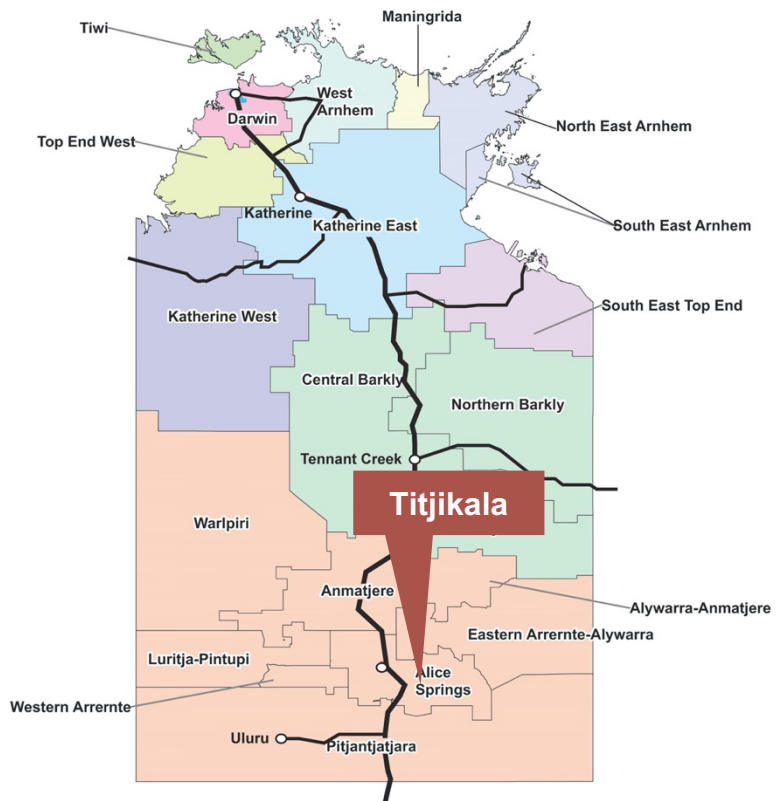 Maningrida
Tiwi
West
Arnhem
Darwin
North East Arnhem
Top End West
Katherine
Katherine East
South East Arnhem
South East Top End
Katherine West
Central Barkly
Northern Barkly
Tennant Creek
Titjikala
Warlpiri
Anmatjere
Alywarra-Anmatjere
Eastern Arrernte-Alywarra
Luritja-Pintupi
Alice
Springs
Western Arrernte
Uluru
Pitjantjatjara